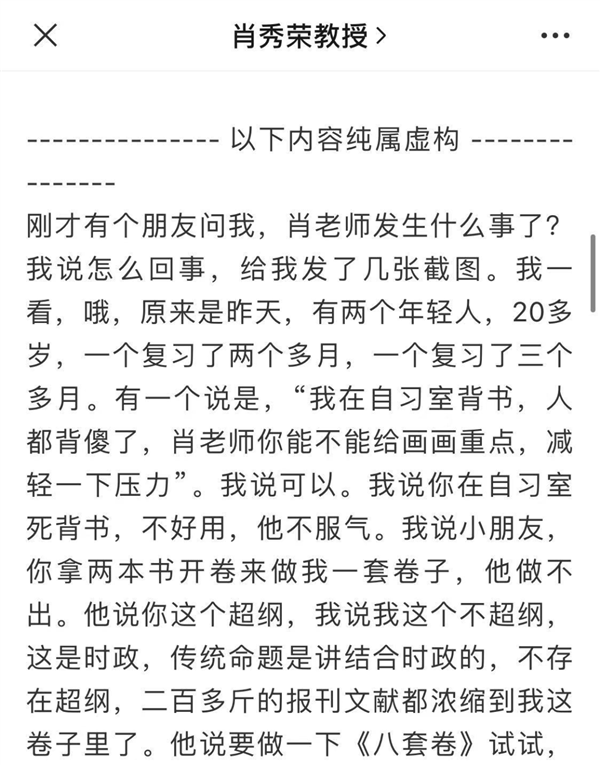 肖秀荣教授
--------------- 以下内容纯属虚构 --------
-------
刚才有个朋友问我，肖老师发生什么事了？
我说怎么回事，给我发了几张截图。我一
看，哦，原来是昨天，有两个年轻人，20多
岁，一个复习了两个多月，一个复习了三个
多月。有一个说是，“我在自习室背书，人
都背傻了，肖老师你能不能给画画重点，减
轻一下压力”。我说可以。我说你在自习室
死背书，不好用，他不服气。我说小朋友，
你拿两本书开卷来做我一套卷子，他做不
出。他说你这个超纲，我说我这个不超纲，
这是时政，传统命题是讲结合时政的，不存
在超纲，二百多斤的报刊文献都浓缩到我这
卷子里了。他说要做一下《八套卷》试试，